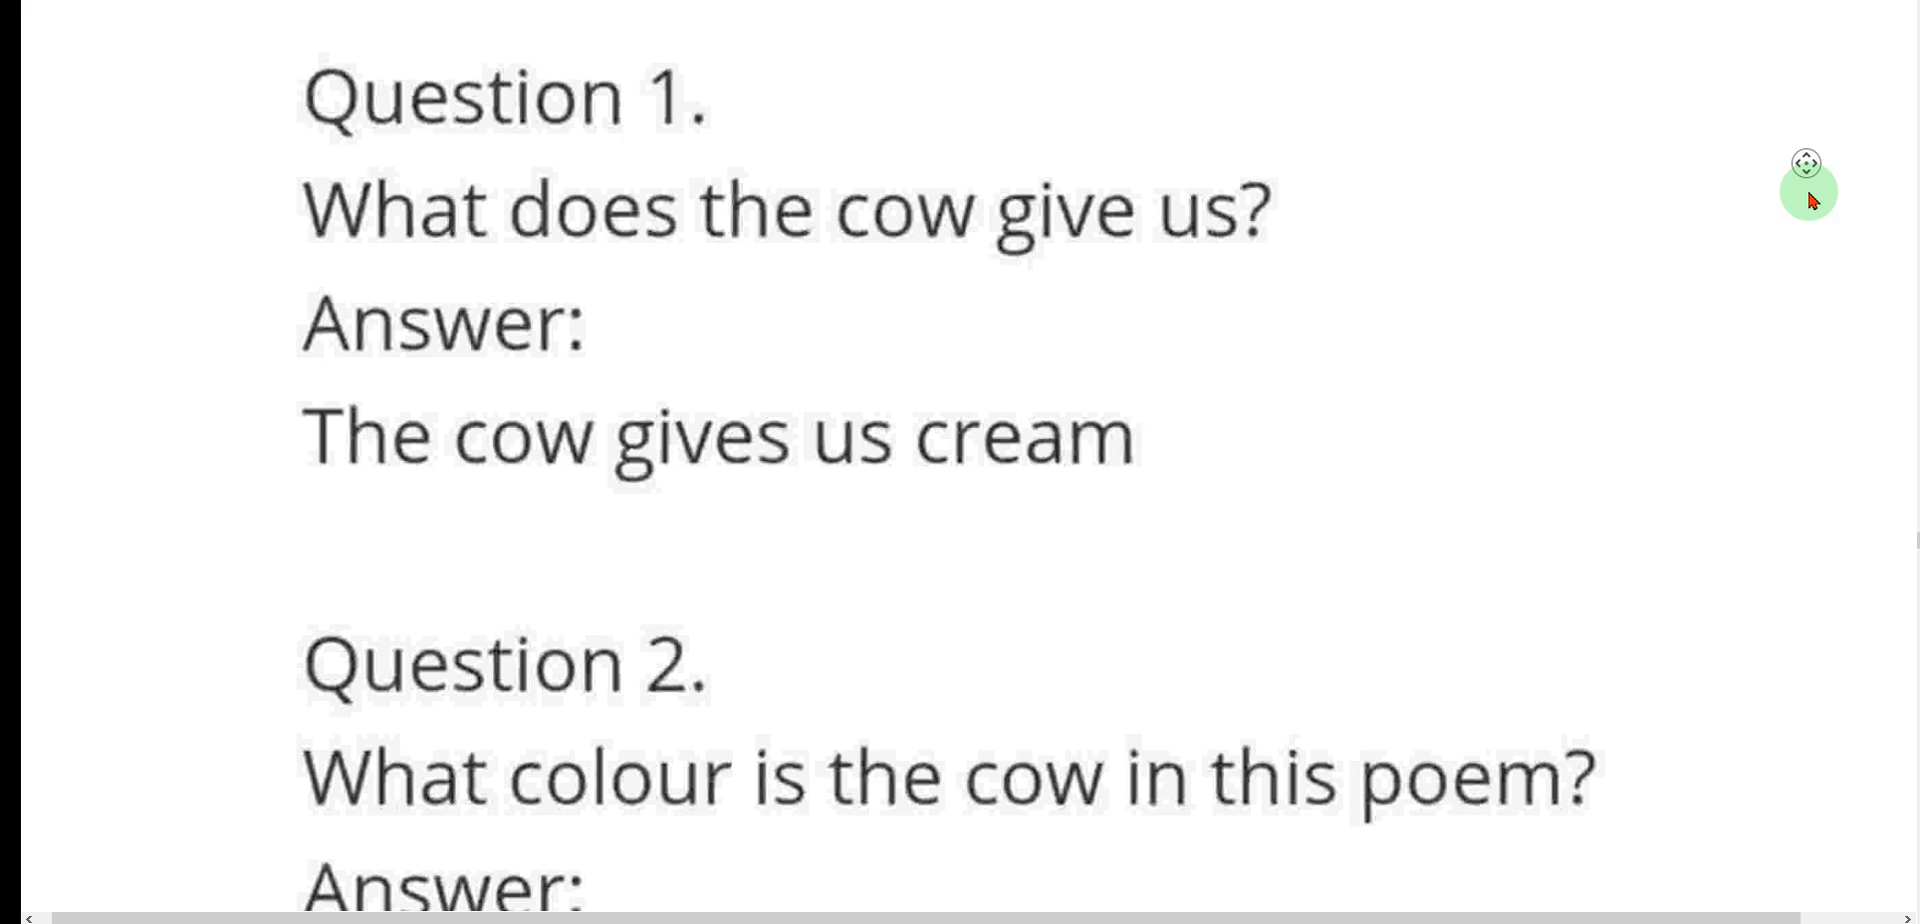 Question 1.
What does the cow give us?
Answer:
The cow gives us cream
Question 2.
What colour is the cow in this poem?
Answer: